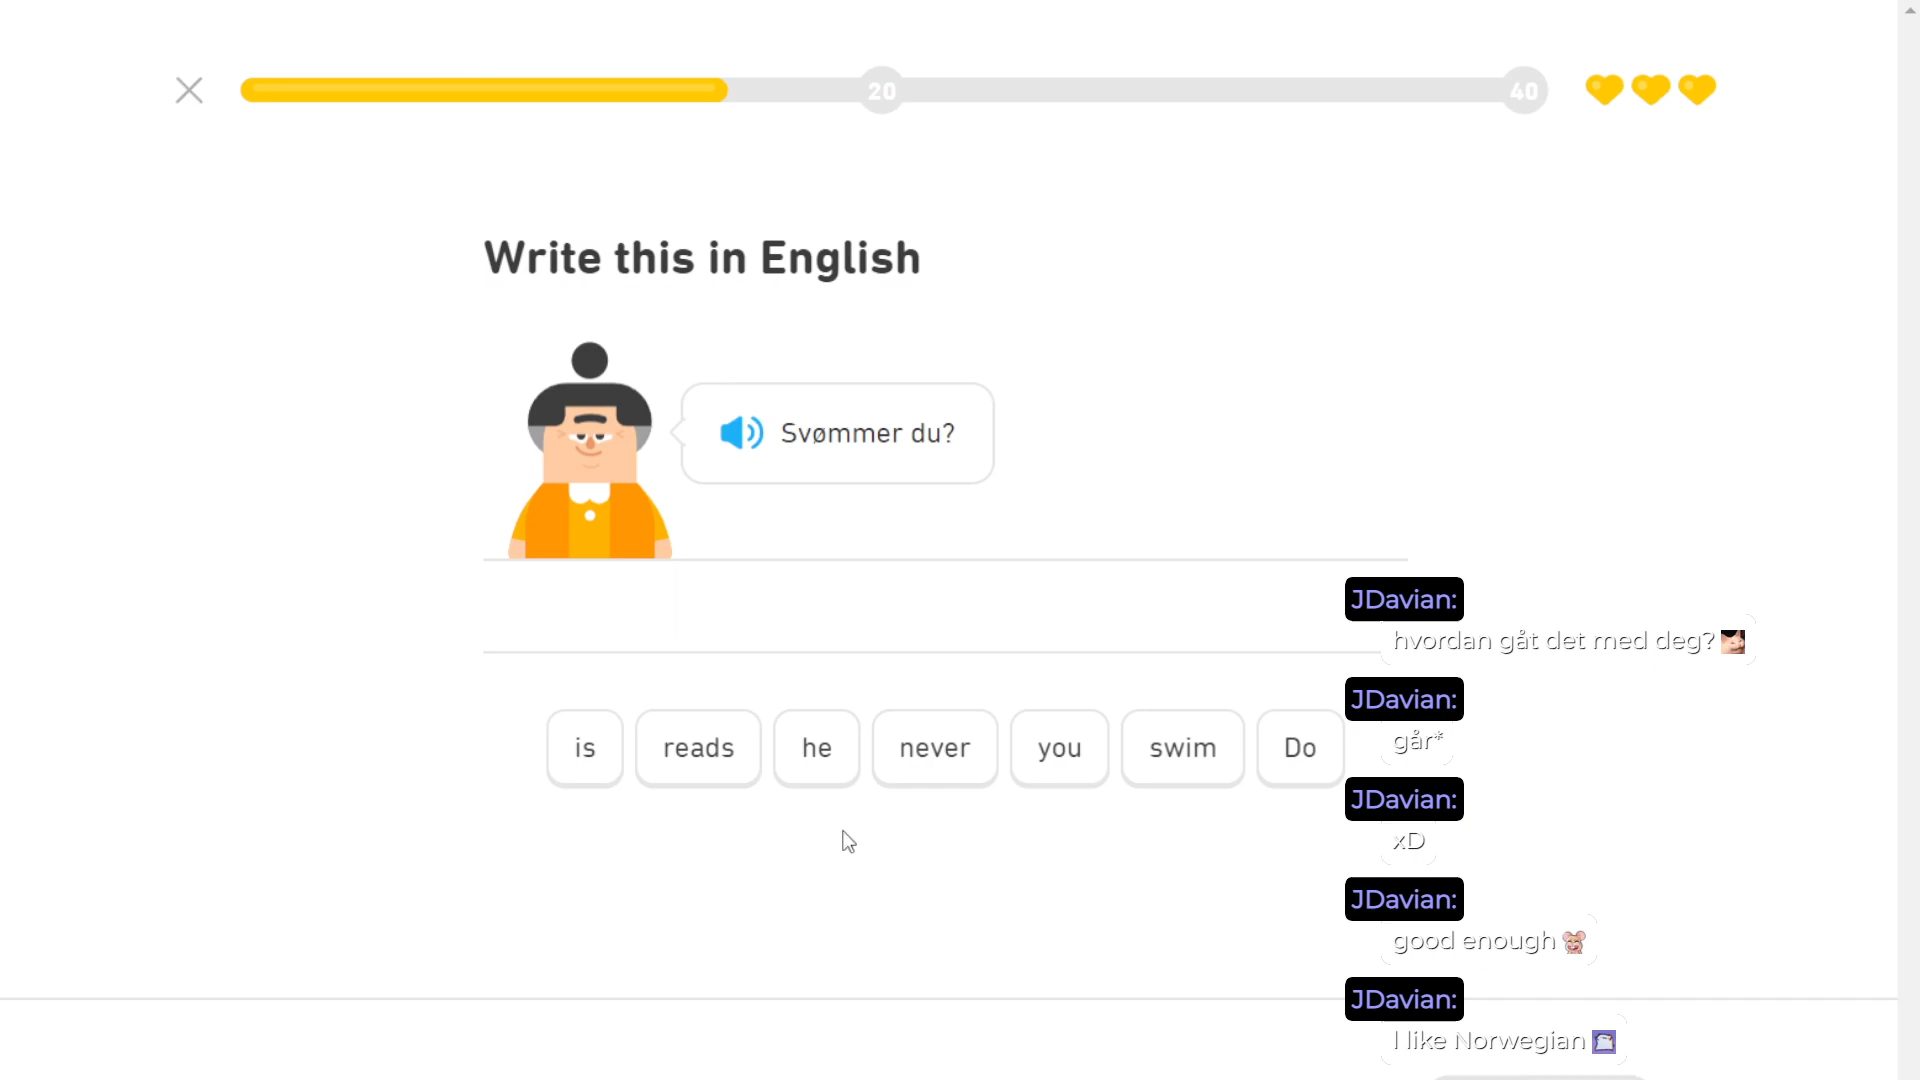 20
40
Write this in English
Svømmer du?
is
reads
he
never
you
swim
Do
JDavian:
hvordan gåt det med deg?
JDavian:
går*
JDavian:
xD
JDavian:
good enough
JDavian:
I like Norwegian